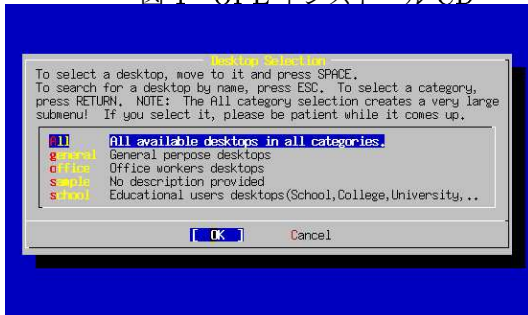 Desktop Selection
To select a desktop, move to it and press SPACE.
To search for a desktop by name, press ESC. To select a category,
press RETURN. NOTE: The All category selection creates a very large
submenu! If you select it, please be patient while it comes up.
All All available desktops in all categories.
general General perpose desktops
office Office workers desktops
sample No description provided
school Educational users desktops(School,College,University,..
[ OK ] Cancel